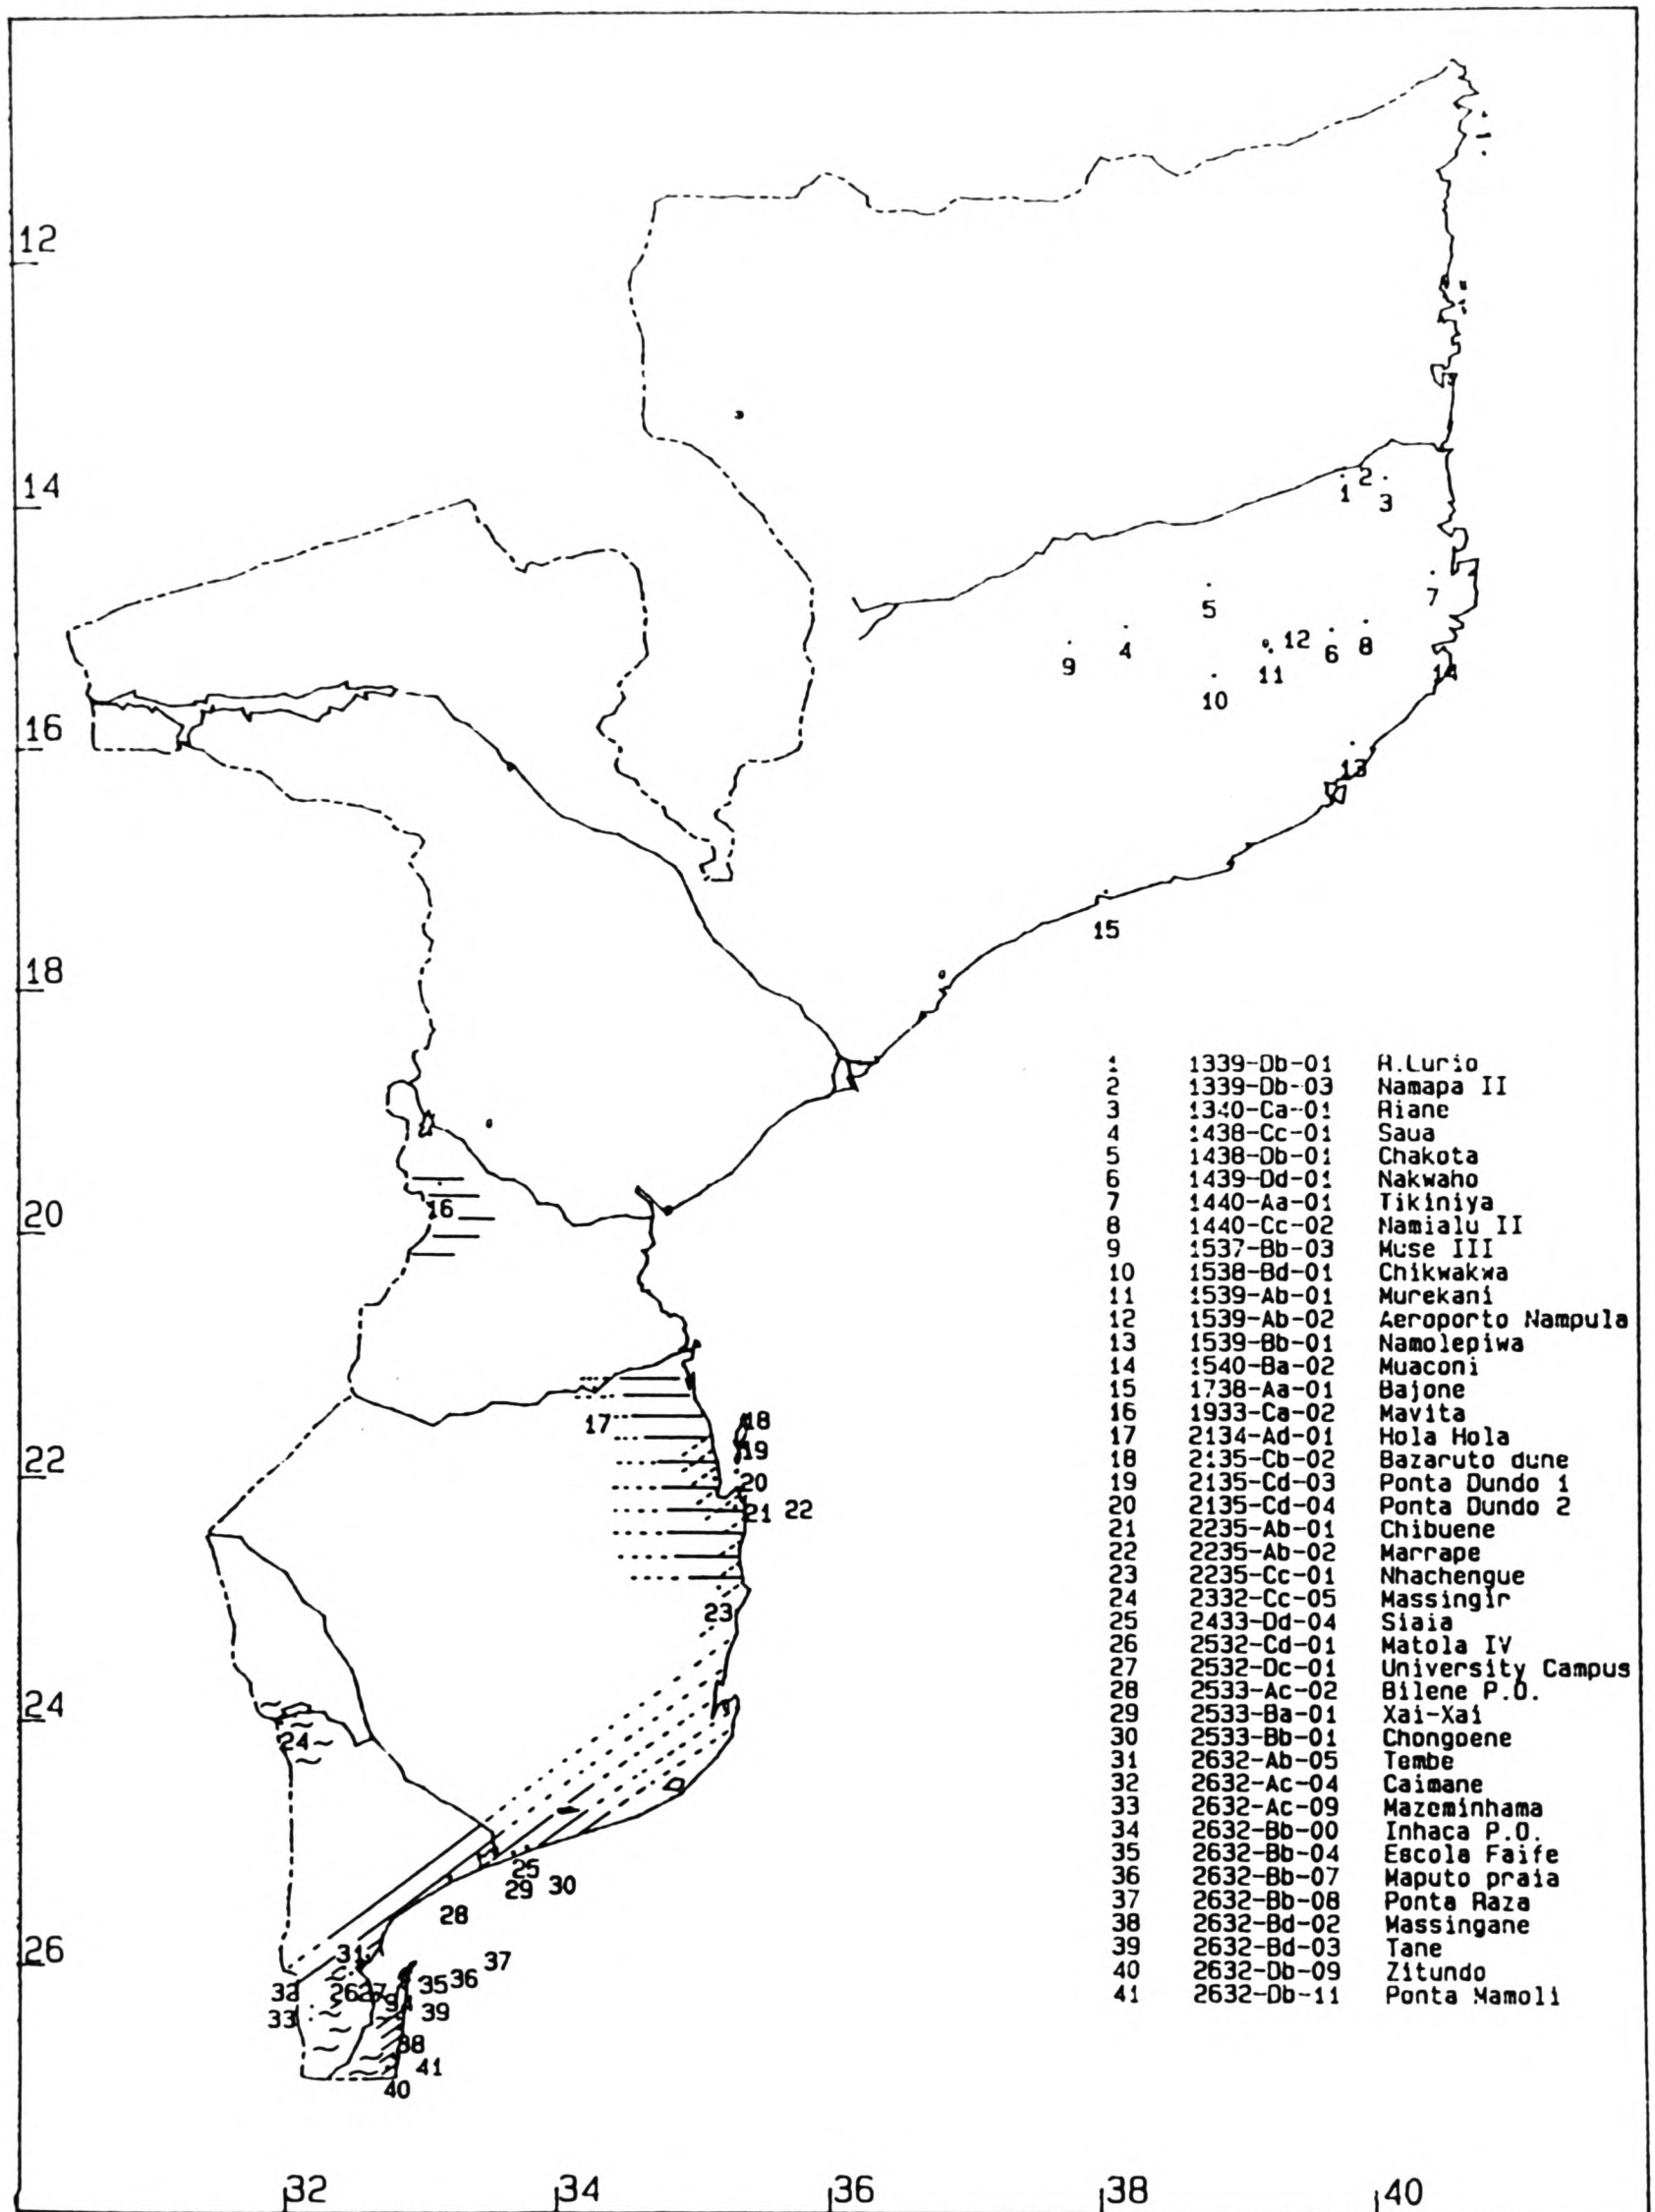 12
14
16
18
20
22
24
26
32
34
36
38
40
1
2
3
4
5
6
7
8
9
10
11
12
13
14
15
16
17
18
19
20
21
22
23
24
25
29
30
28
31
37
32
26
27
35
36
33
34
39
38
41
40
1 1339-Db-01 R.Lurio
2 1339-Db-03 Namapa II
3 1340-Ca-01 Riane
4 1438-Cc-01 Saua
5 1438-Db-01 Chakota
6 1439-Dd-01 Nakwaho
7 1440-Aa-01 Tikiniya
8 1440-Cc-02 Namialu II
9 1537-Bb-03 Muse III
10 1538-Bd-01 Chikwakwa
11 1539-Ab-01 Murekani
12 1539-Ab-02 Aeroporto Nampula
13 1539-Bb-01 Namolepiwa
14 1540-Ba-02 Muaconi
15 1738-Aa-01 Bajone
16 1933-Ca-02 Mavita
17 2134-Ad-01 Hola Hola
18 2135-Cb-02 Bazaruto dune
19 2135-Cd-03 Ponta Dundo 1
20 2135-Cd-04 Ponta Dundo 2
21 2235-Ab-01 Chibuene
22 2235-Ab-02 Marrape
23 2235-Cc-01 Nhachengue
24 2332-Cc-05 Massingir
25 2433-Dd-04 Siaia
26 2532-Cd-01 Matola IV
27 2532-Dc-01 University Campus
28 2533-Ac-02 Bilene P.O.
29 2533-Ba-01 Xai-Xai
30 2533-Bb-01 Chongoene
31 2632-Ab-05 Tembe
32 2632-Ac-04 Caimane
33 2632-Ac-09 Mazeminhama
34 2632-Bb-00 Inhaca P.O.
35 2632-Bb-04 Escola Faife
36 2632-Bb-07 Maputo praia
37 2632-Bb-08 Ponta Raza
38 2632-Bd-02 Massingane
39 2632-Bd-03 Tane
40 2632-Db-09 Zitundo
41 2632-Db-11 Ponta Mamoli